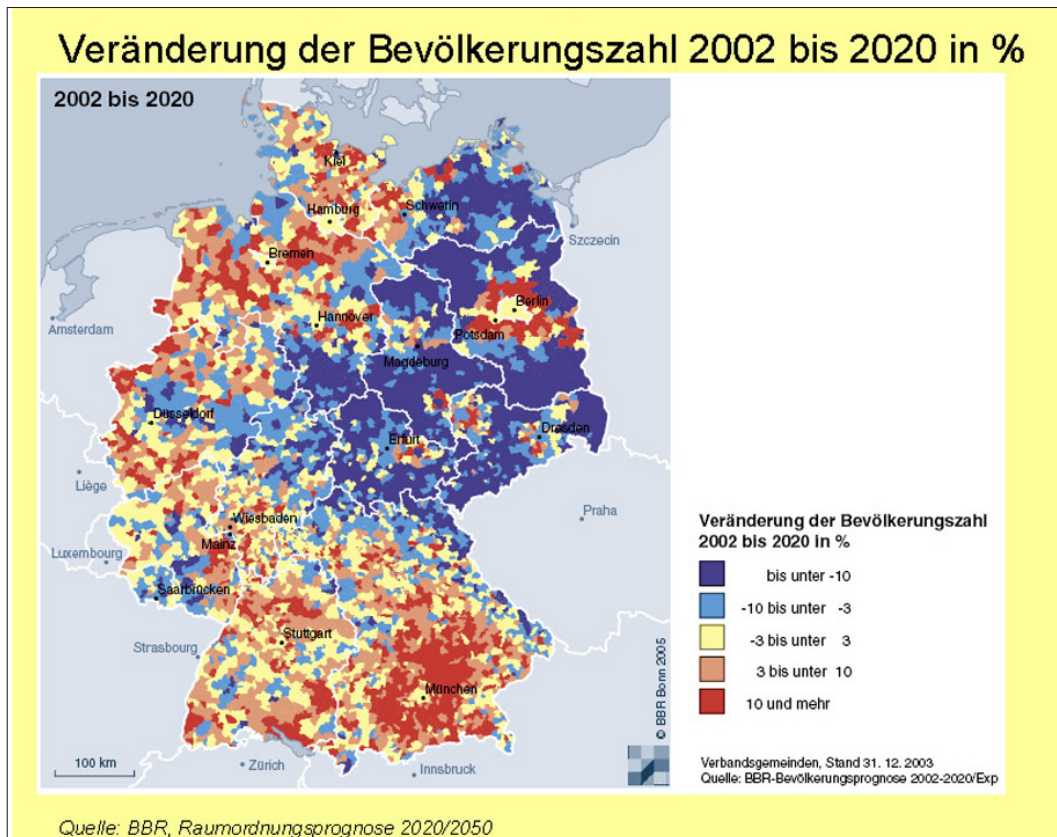 Veränderung der Bevölkerungszahl 2002 bis 2020 in %
2002 bis 2020
Kiel
Hamburg
Schwerin
Szczecin
Bremen
Berlin
Amsterdam
Hannover
Potsdam
Magdeburg
Düsseldorf
Erfurt
Dresden
Liège
Praha
Wiesbaden
Mainz
Luxembourg
Saarbrücken
Strasbourg
Stuttgart
München
Zürich
Innsbruck
100 km
© BBR Bonn 2005
Veränderung der Bevölkerungszahl
2002 bis 2020 in %
bis unter -10
-10 bis unter -3
-3 bis unter 3
3 bis unter 10
10 und mehr
Verbandsgemeinden, Stand 31. 12. 2003
Quelle: BBR-Bevölkerungsprognose 2002-2020/Exp
Quelle: BBR, Raumordnungsprognose 2020/2050